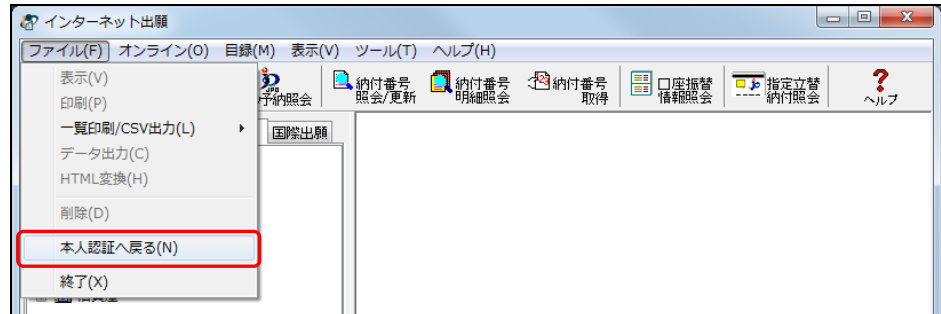 インターネット出願
ファイル(F) オンライン(O) 目録(M) 表示(V) ツール(T) ヘルプ(H)
表示(V)
印刷(P)
一覧印刷/CSV出力(L)
データ出力(C)
HTML変換(H)
削除(D)
本人認証へ戻る(N)
終了(X)
予納照会
納付番号
照会/更新
納付番号
明細照会
納付番号
取得
口座振替
情報照会
指定立替
納付照会
ヘルプ
国際出願